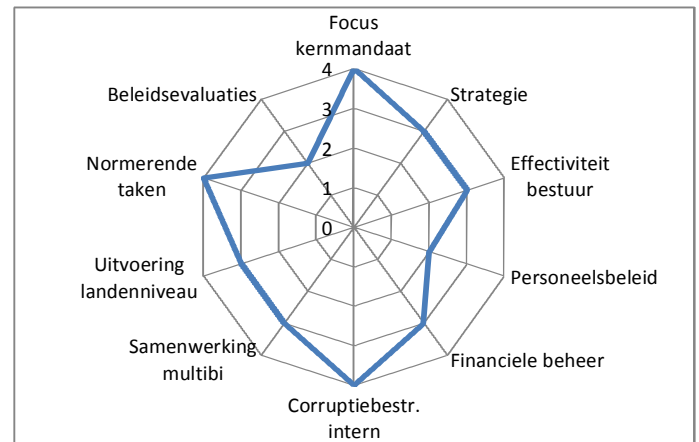 Focus
kernmandaat
Strategie
Effectiviteit
bestuur
Personeelsbeleid
Financiele beheer
Corruptiebestr.
intern
Samenwerking
multibi
Uitvoering
landenniveau
Normerende
taken
Beleidsevaluaties
4
3
2
1
0